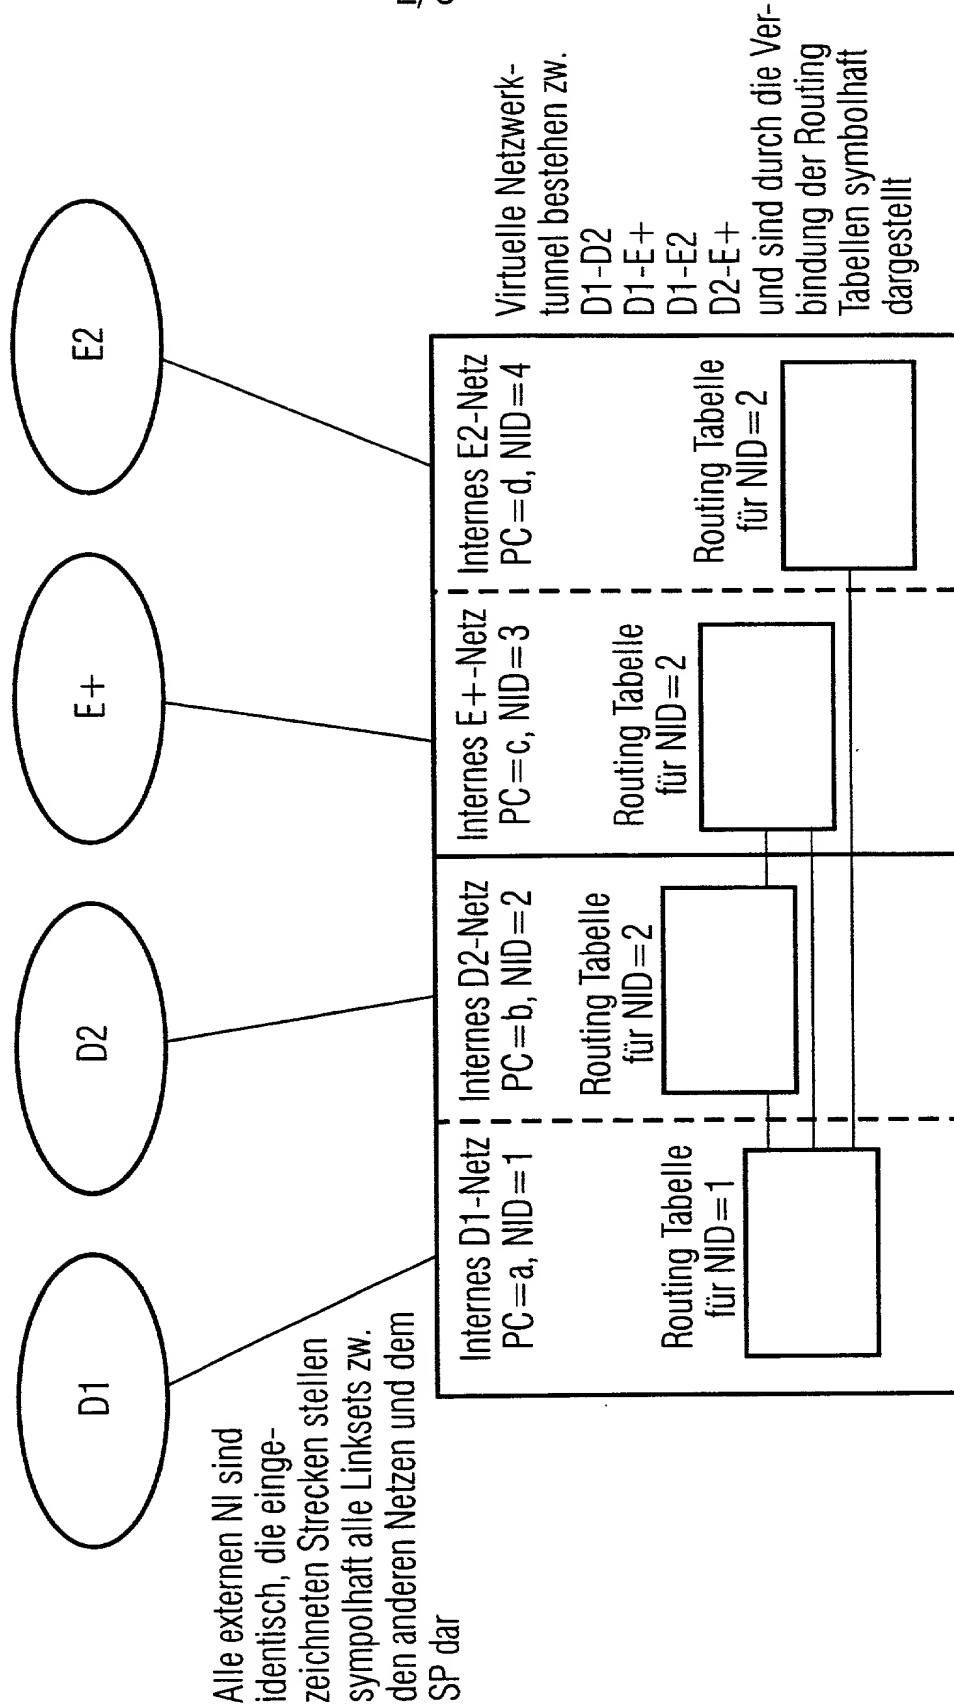 D1
D2
E+
E2
Alle externen NI sind
identisch, die einge-
zeichneten Strecken stellen
sympolhaft alle Linksets zw.
den anderen Netzen und dem
SP dar
Internes D1-Netz
PC=a, NID=1
Routing Tabelle
für NID=1
Internes D2-Netz
PC=b, NID=2
Routing Tabelle
für NID=2
Internes E+-Netz
PC=c, NID=3
Routing Tabelle
für NID=2
Internes E2-Netz
PC=d, NID=4
Routing Tabelle
für NID=2
Virtuelle Netzwerk-
tunnel bestehen zw.
D1-D2
D1-E+
D1-E2
D2-E+
und sind durch die Ver-
bindung der Routing
Tabellen symbolhaft
dargestellt